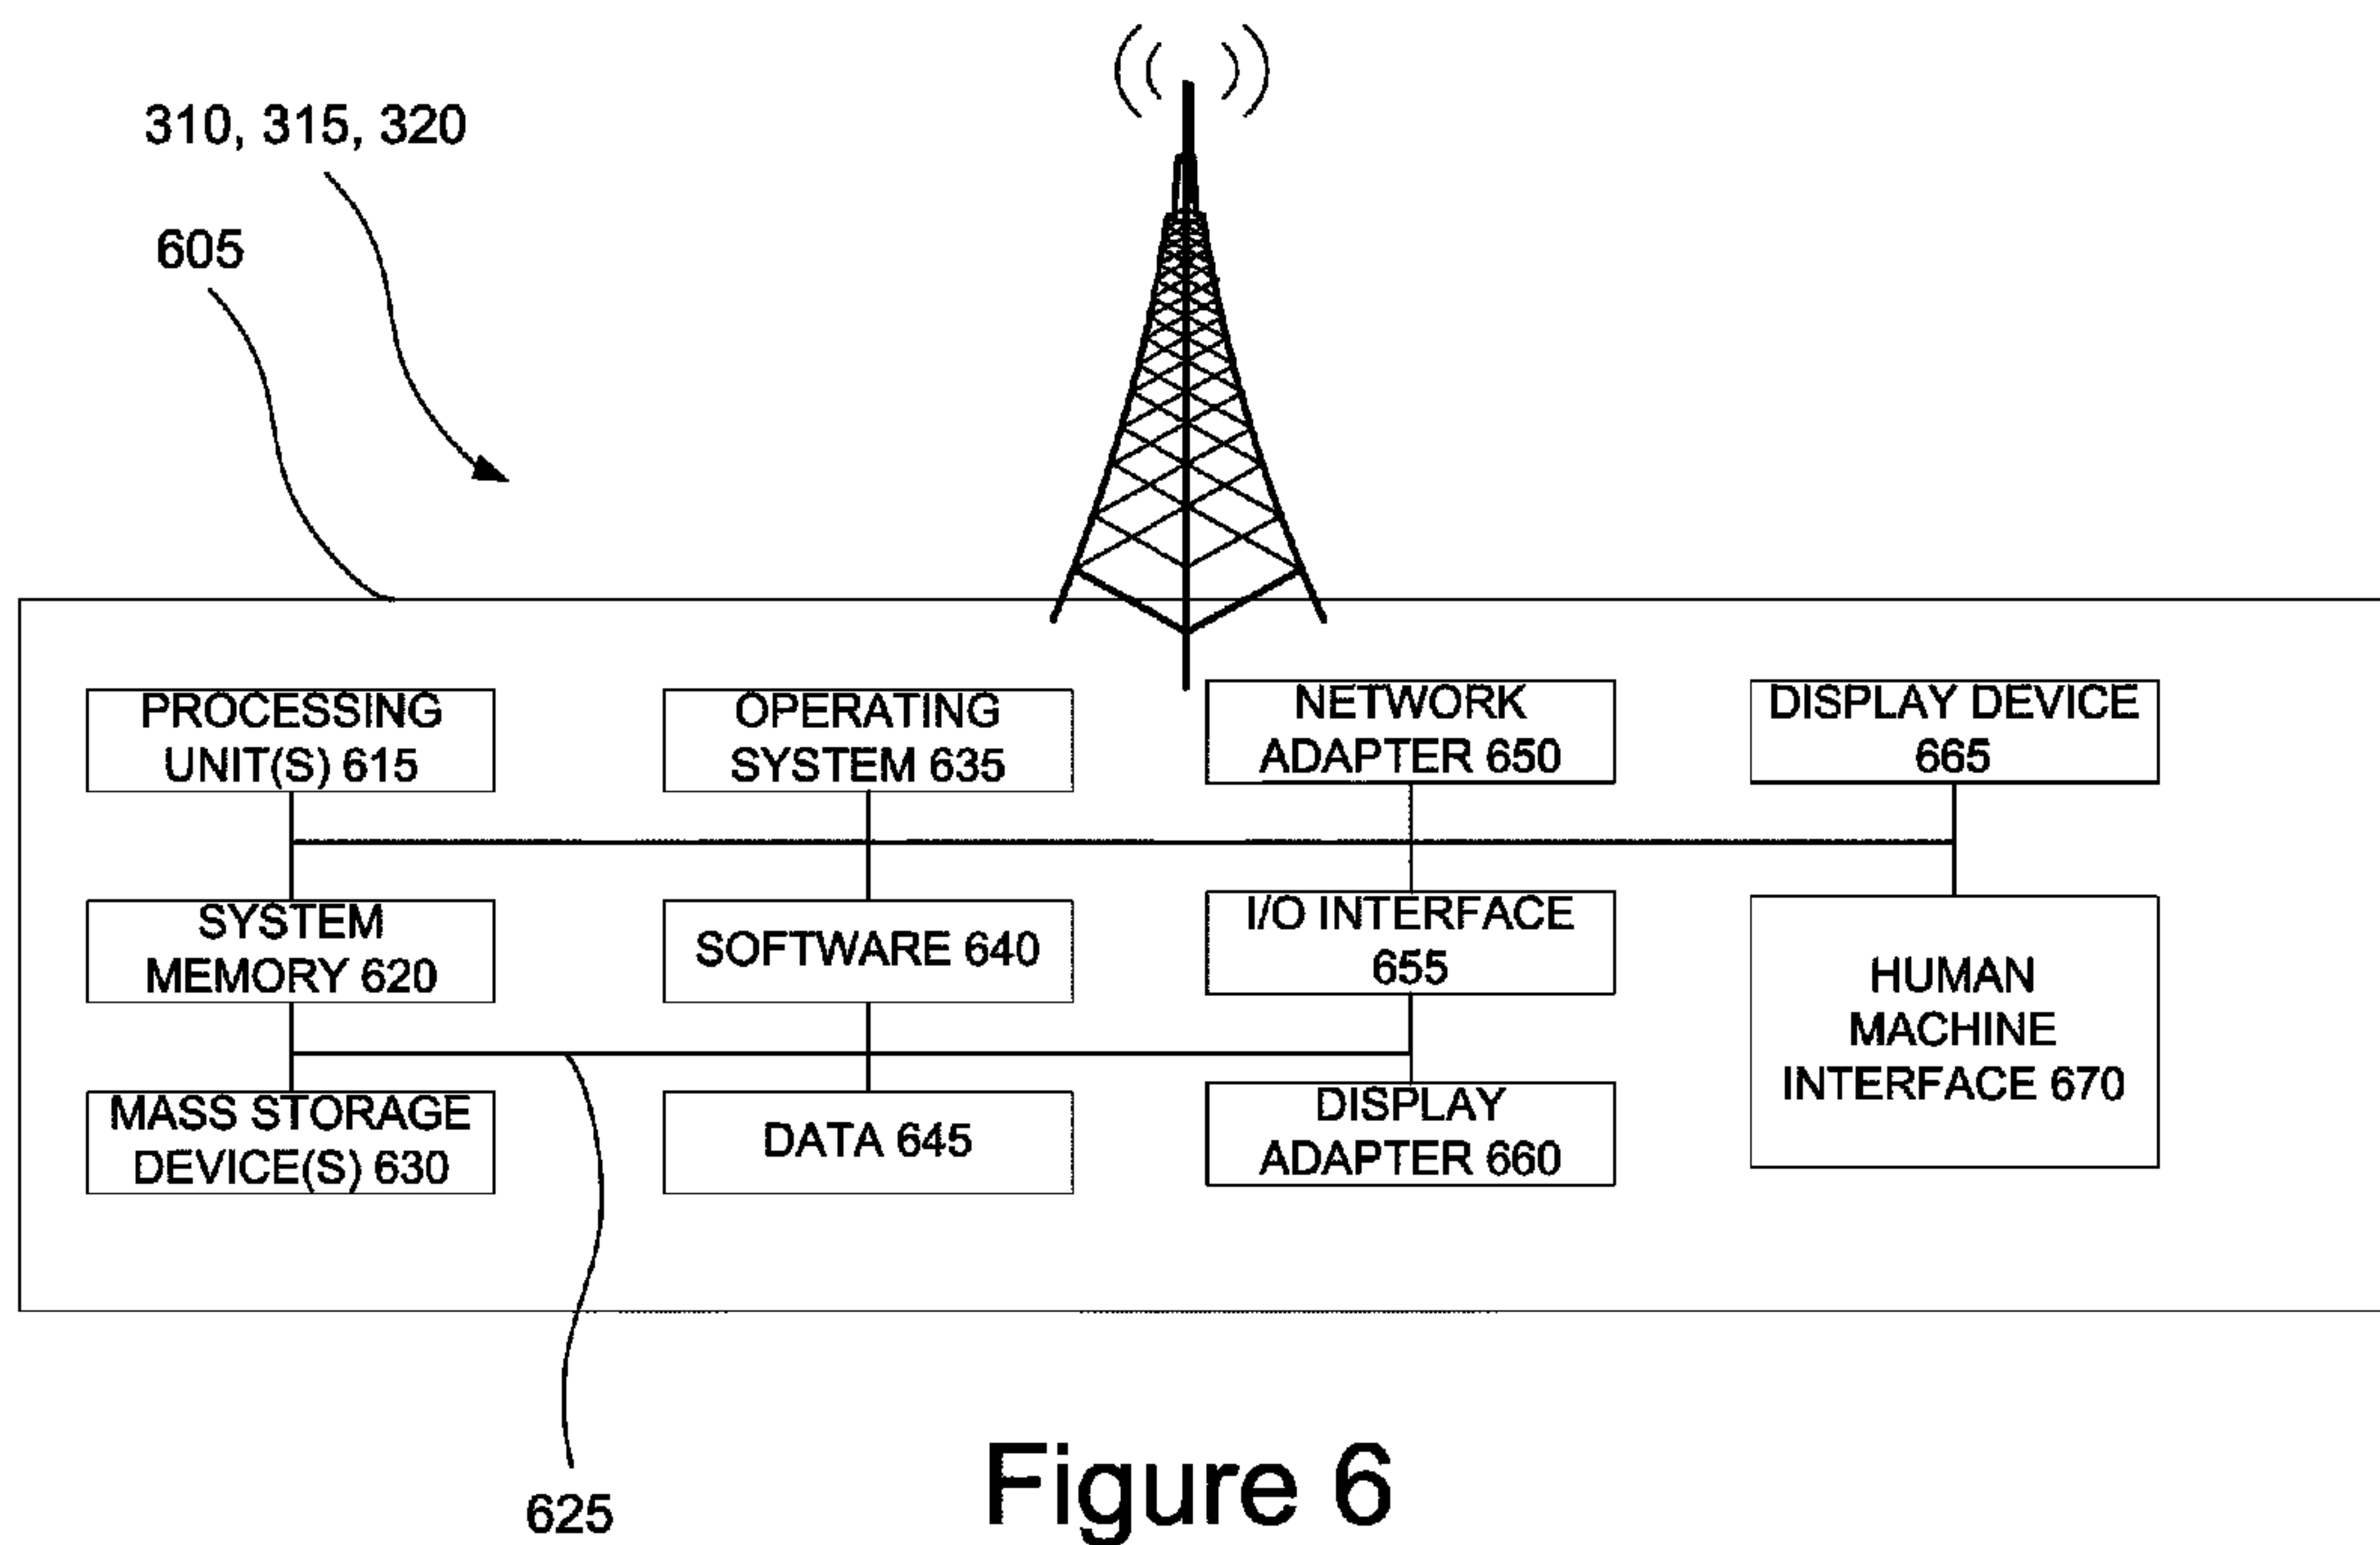 310, 315, 320
605
PROCESSING
UNIT(S) 615
OPERATING
SYSTEM 635
NETWORK
ADAPTER 650
DISPLAY DEVICE
665
SYSTEM
MEMORY 620
SOFTWARE 640
I/O INTERFACE
655
HUMAN
MACHINE
INTERFACE 670
MASS STORAGE
DEVICE(S) 630
DATA 645
DISPLAY
ADAPTER 660
625
Figure 6